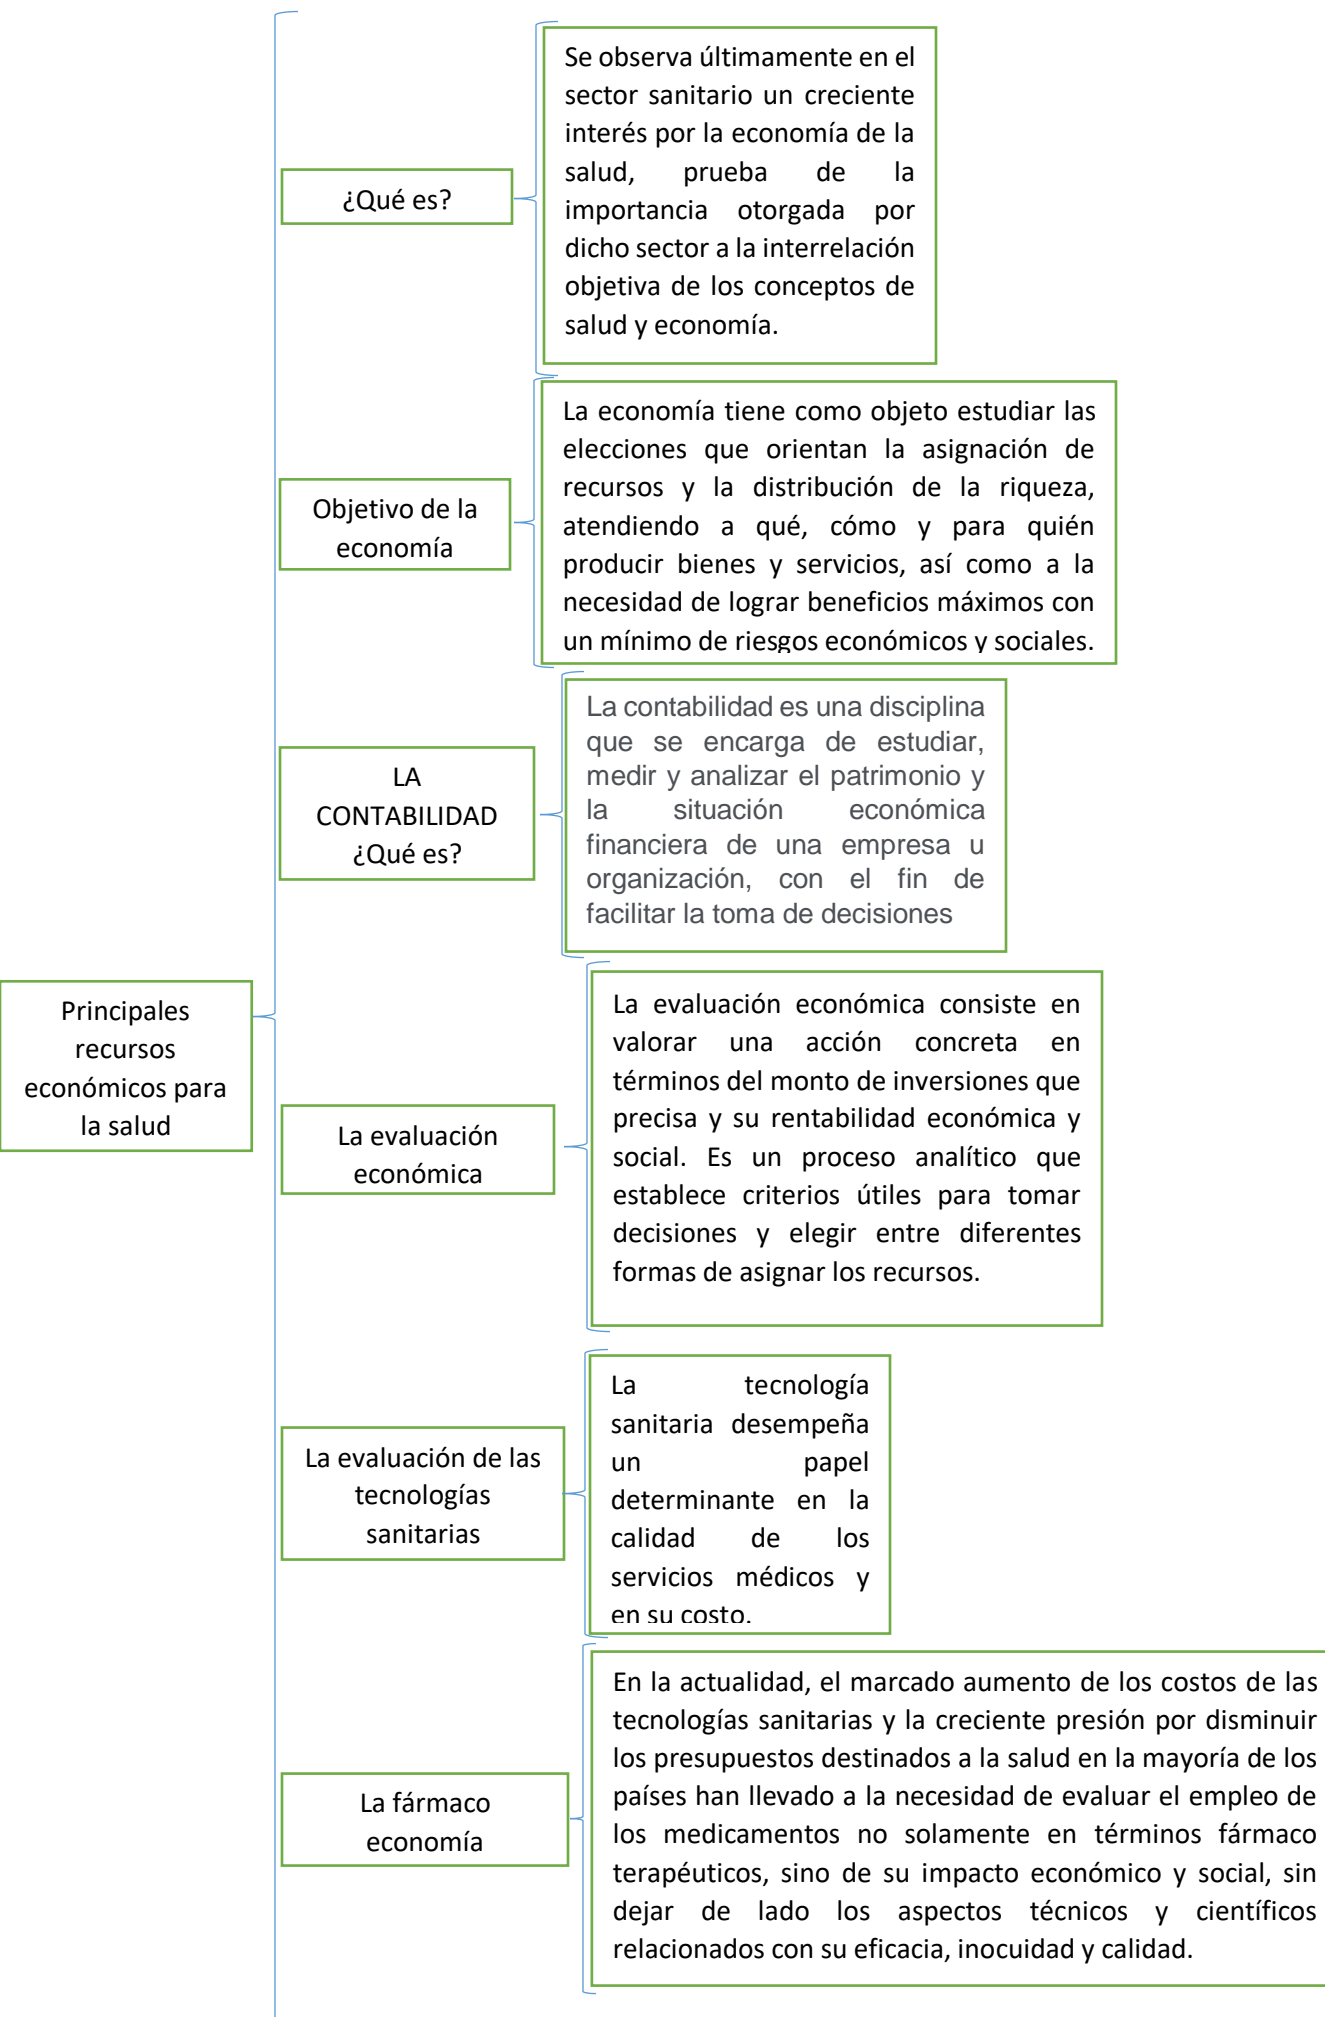 Se observa últimamente en el
sector sanitario un creciente
interés por la economía de la
salud, prueba de la
importancia otorgada por
dicho sector a la interrelación
objetiva de los conceptos de
salud y economía.
¿Qué es?
La economía tiene como objeto estudiar las
elecciones que orientan la asignación de
recursos y la distribución de la riqueza,
atendiendo a qué, cómo y para quién
producir bienes y servicios, así como a la
necesidad de lograr beneficios máximos con
un mínimo de riesgos económicos y sociales.
Objetivo de la
economía
La contabilidad es una disciplina
que se encarga de estudiar,
medir y analizar el patrimonio y
la situación económica
financiera de una empresa u
organización, con el fin de
facilitar la toma de decisiones
LA
CONTABILIDAD
¿Qué es?
Principales
recursos
económicos para
la salud
La evaluación económica consiste en
valorar una acción concreta en
términos del monto de inversiones que
precisa y su rentabilidad económica y
social. Es un proceso analítico que
establece criterios útiles para tomar
decisiones y elegir entre diferentes
formas de asignar los recursos.
La evaluación
económica
La tecnología
sanitaria desempeña
un papel
determinante en la
calidad de los
servicios médicos y
en su costo.
La evaluación de las
tecnologías
sanitarias
En la actualidad, el marcado aumento de los costos de las
tecnologías sanitarias y la creciente presión por disminuir
los presupuestos destinados a la salud en la mayoría de los
países han llevado a la necesidad de evaluar el empleo de
los medicamentos no solamente en términos fármaco
terapéuticos, sino de su impacto económico y social, sin
dejar de lado los aspectos técnicos y científicos
relacionados con su eficacia, inocuidad y calidad.
La fármaco
economía